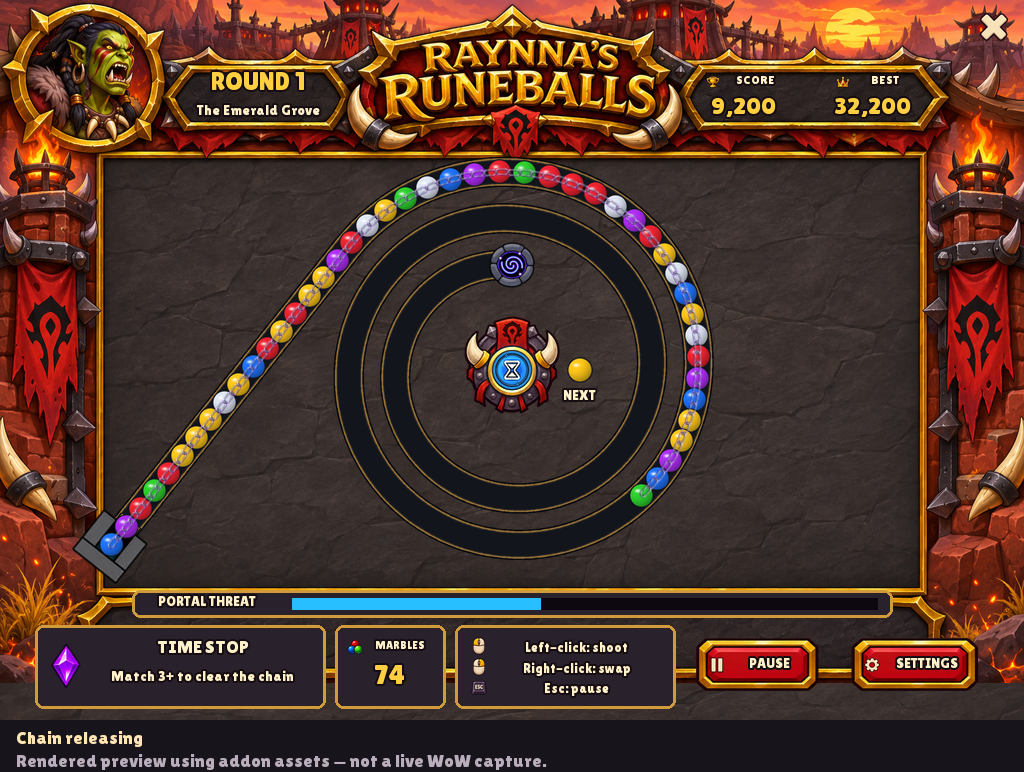 RAYNNA'S
RUNEBALLS
ROUND 1
The Emerald Grove
SCORE
9,200
BEST
32,200
NEXT
PORTAL THREAT
TIME STOP
Match 3+ to clear the chain
MARBLES
74
Left-click: shoot
Right-click: swap
ESC
Esc: pause
PAUSE
SETTINGS
Chain releasing
Rendered preview using addon assets — not a live WoW capture.